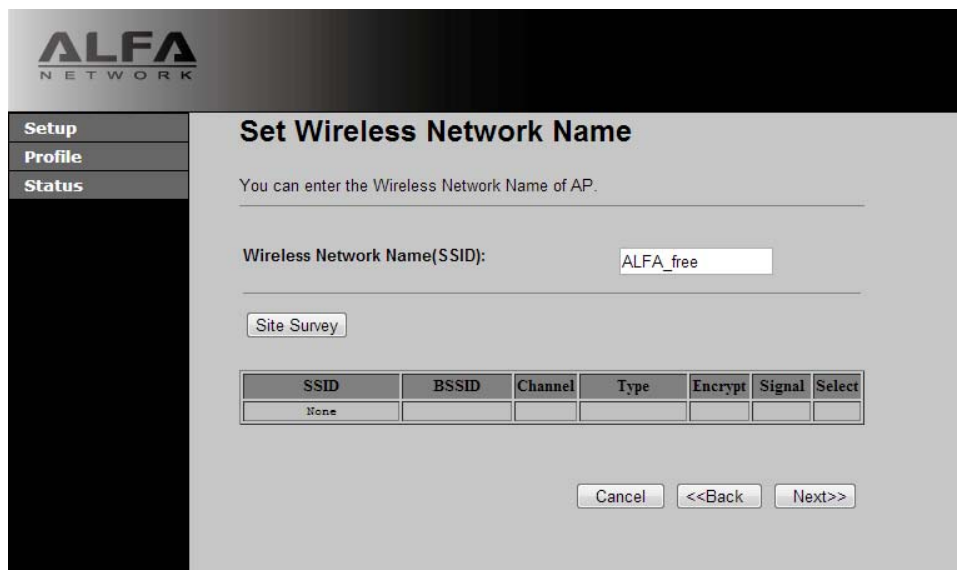 ALFA
NETWORK
Setup
Profile
Status
Set Wireless Network Name
You can enter the Wireless Network Name of AP.
Wireless Network Name(SSID): ALFA_free
Site Survey
SSID BSSID Channel Type Encrypt Signal Select
None
Cancel <<Back Next>>